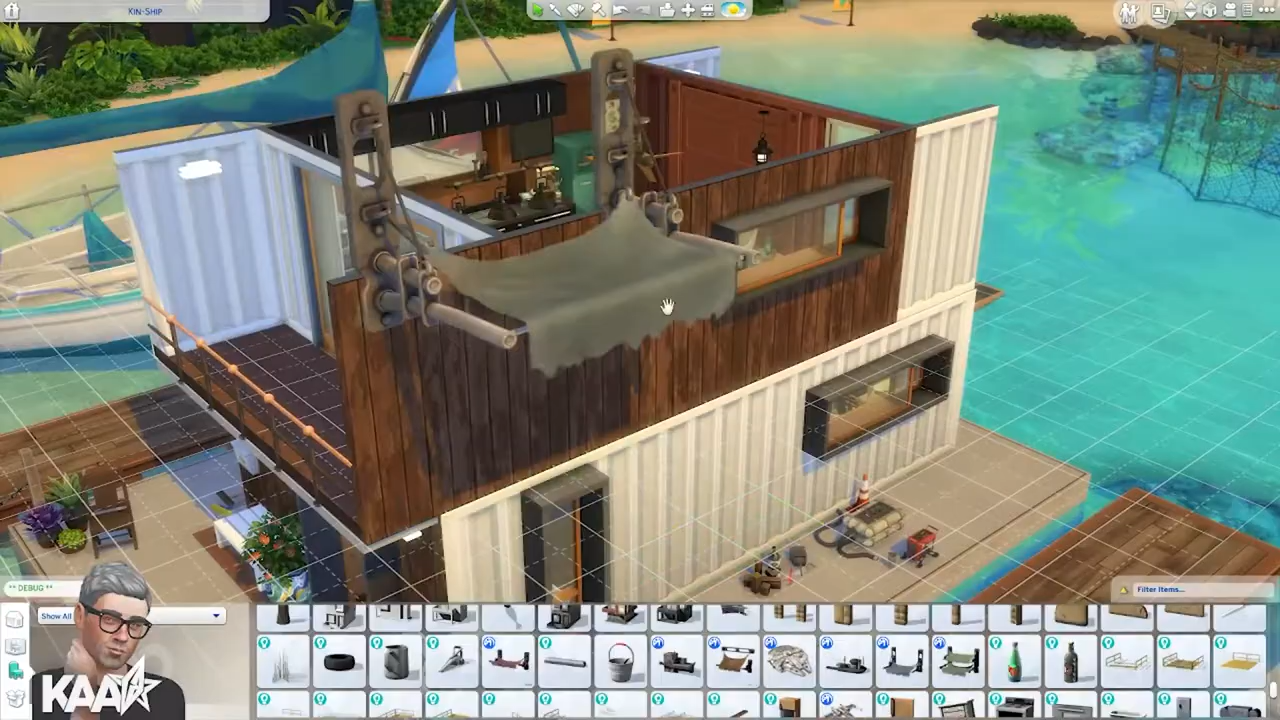 KIN-SHIP
** DEBUG **
Filter Items...
Show All
KAA